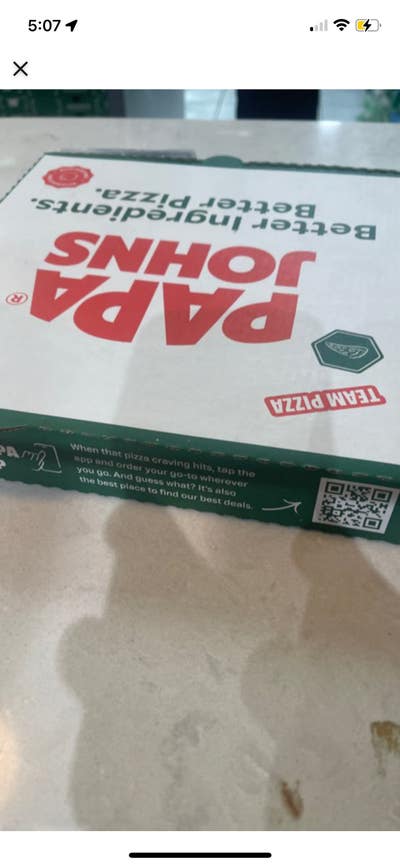 5:07
Better Ingredients.
Better Pizza.
PAPA
JOHNS
®
TEAM PIZZA
When that pizza craving hits, tap the
app and order your go-to wherever
you go. And guess what? It's also
the best place to find our best deals.